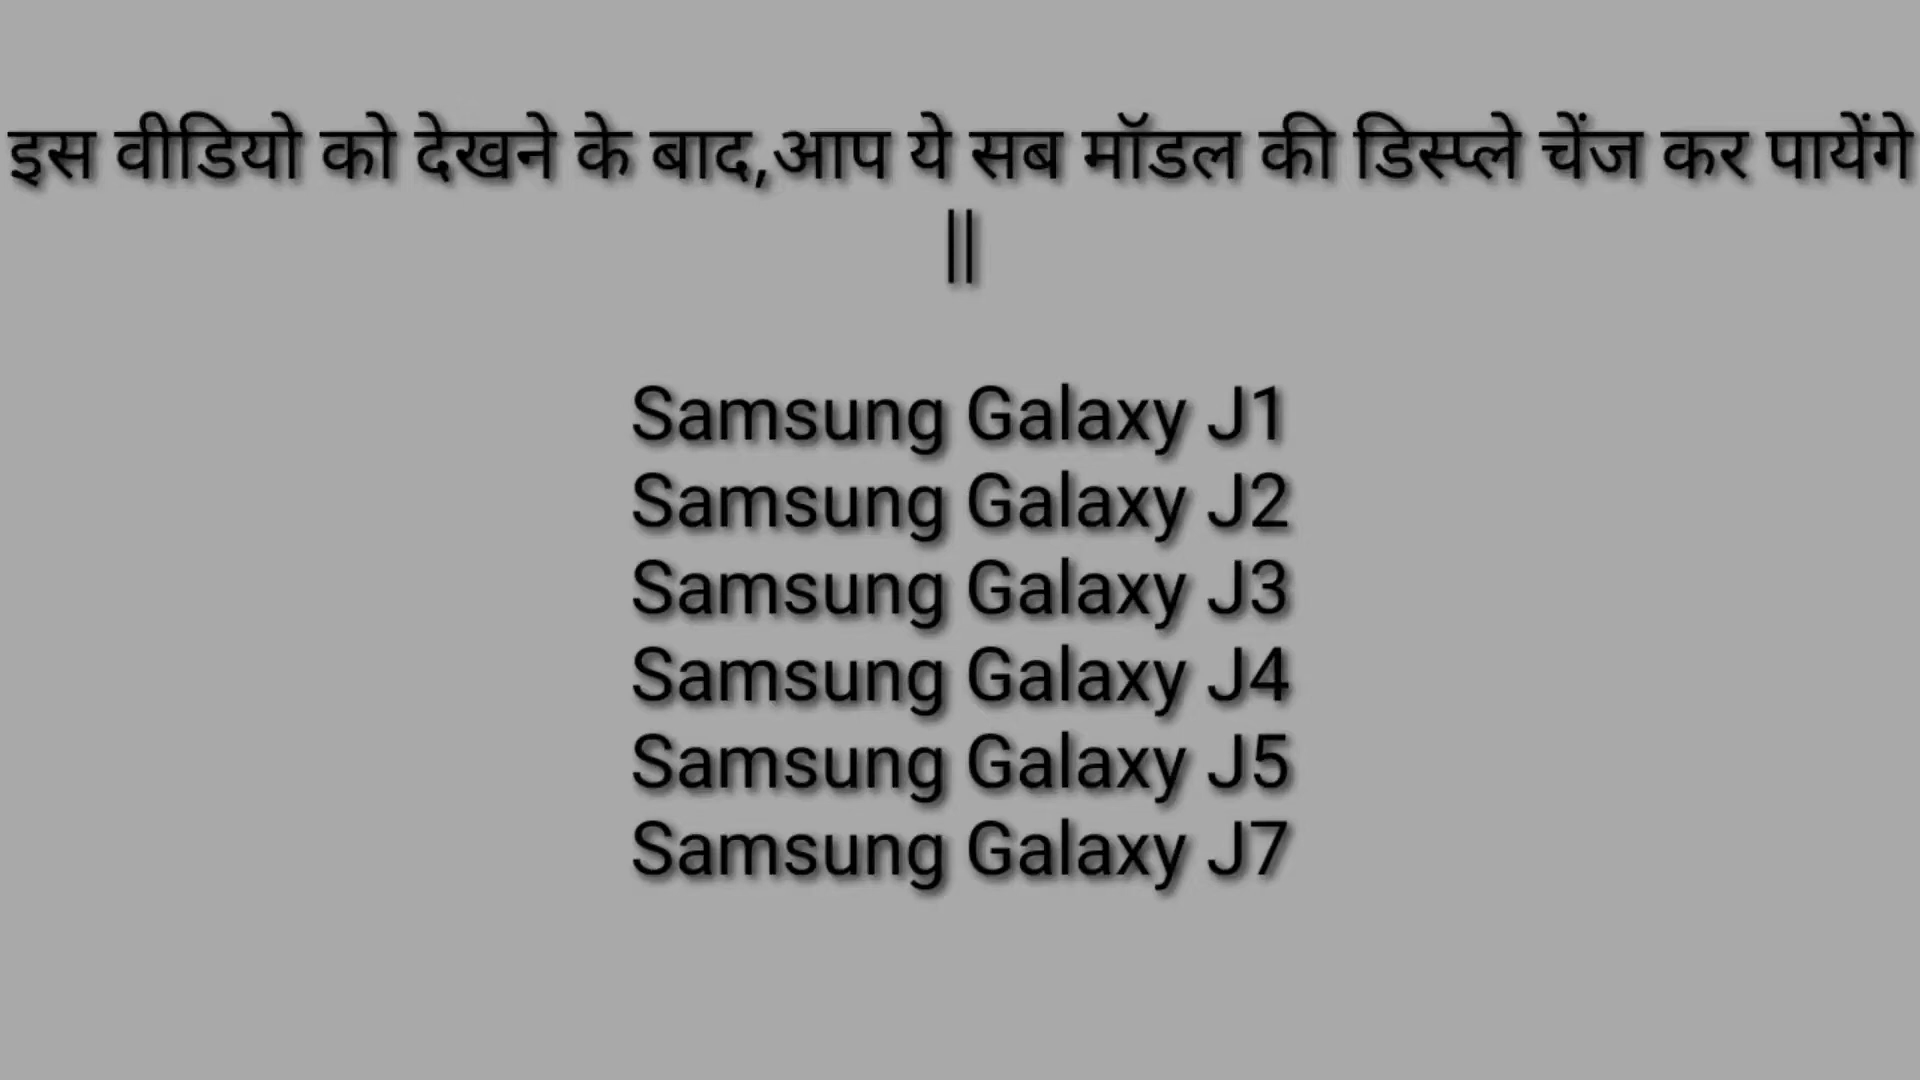 इस वीडियो को देखने के बाद,आप ये सब मॉडल की डिस्प्ले चेंज कर पायेंगे
||
Samsung Galaxy J1
Samsung Galaxy J2
Samsung Galaxy J3
Samsung Galaxy J4
Samsung Galaxy J5
Samsung Galaxy J7